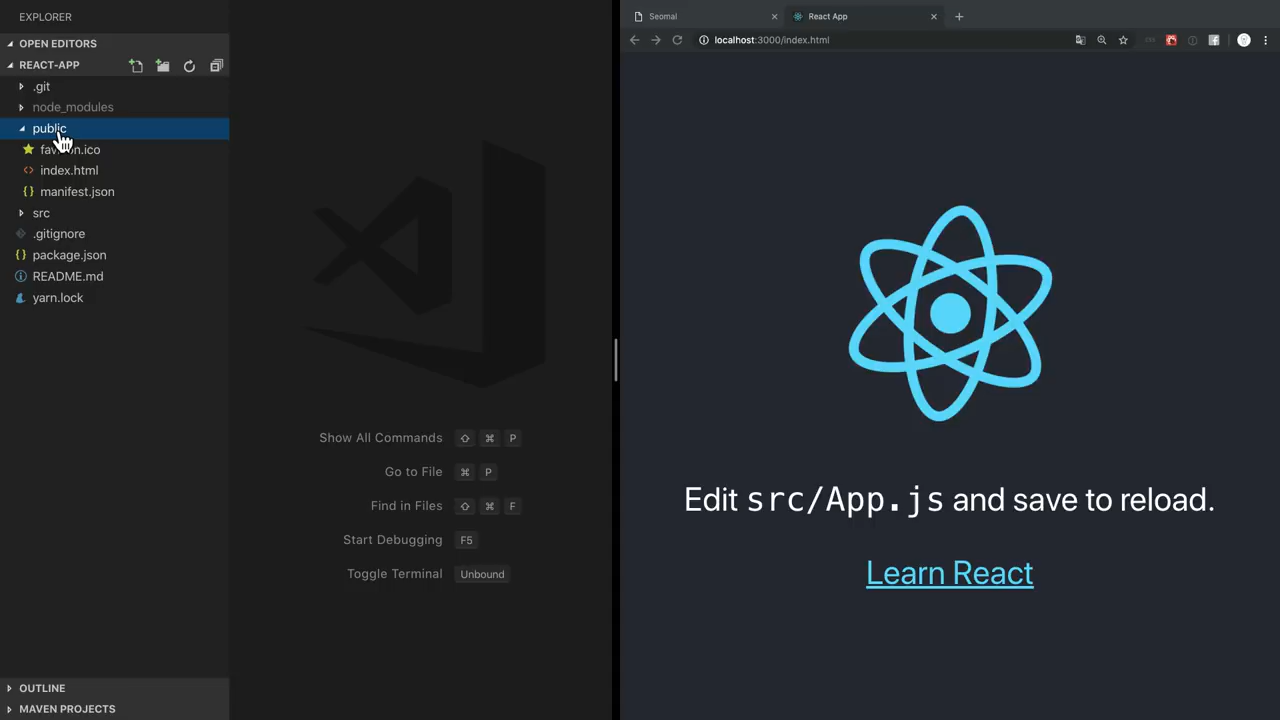 EXPLORER
OPEN EDITORS
REACT-APP
.git
node_modules
public
index.html
manifest.json
src
.gitignore
package.json
README.md
yarn.lock
OUTLINE
MAVEN PROJECTS
Show All Commands ⇧ ⌘ P
Go to File ⌘ P
Find in Files ⇧ ⌘ F
Start Debugging F5
Toggle Terminal Unbound
Seomal
React App
localhost:3000/index.html
Edit src/App.js and save to reload.
Learn React